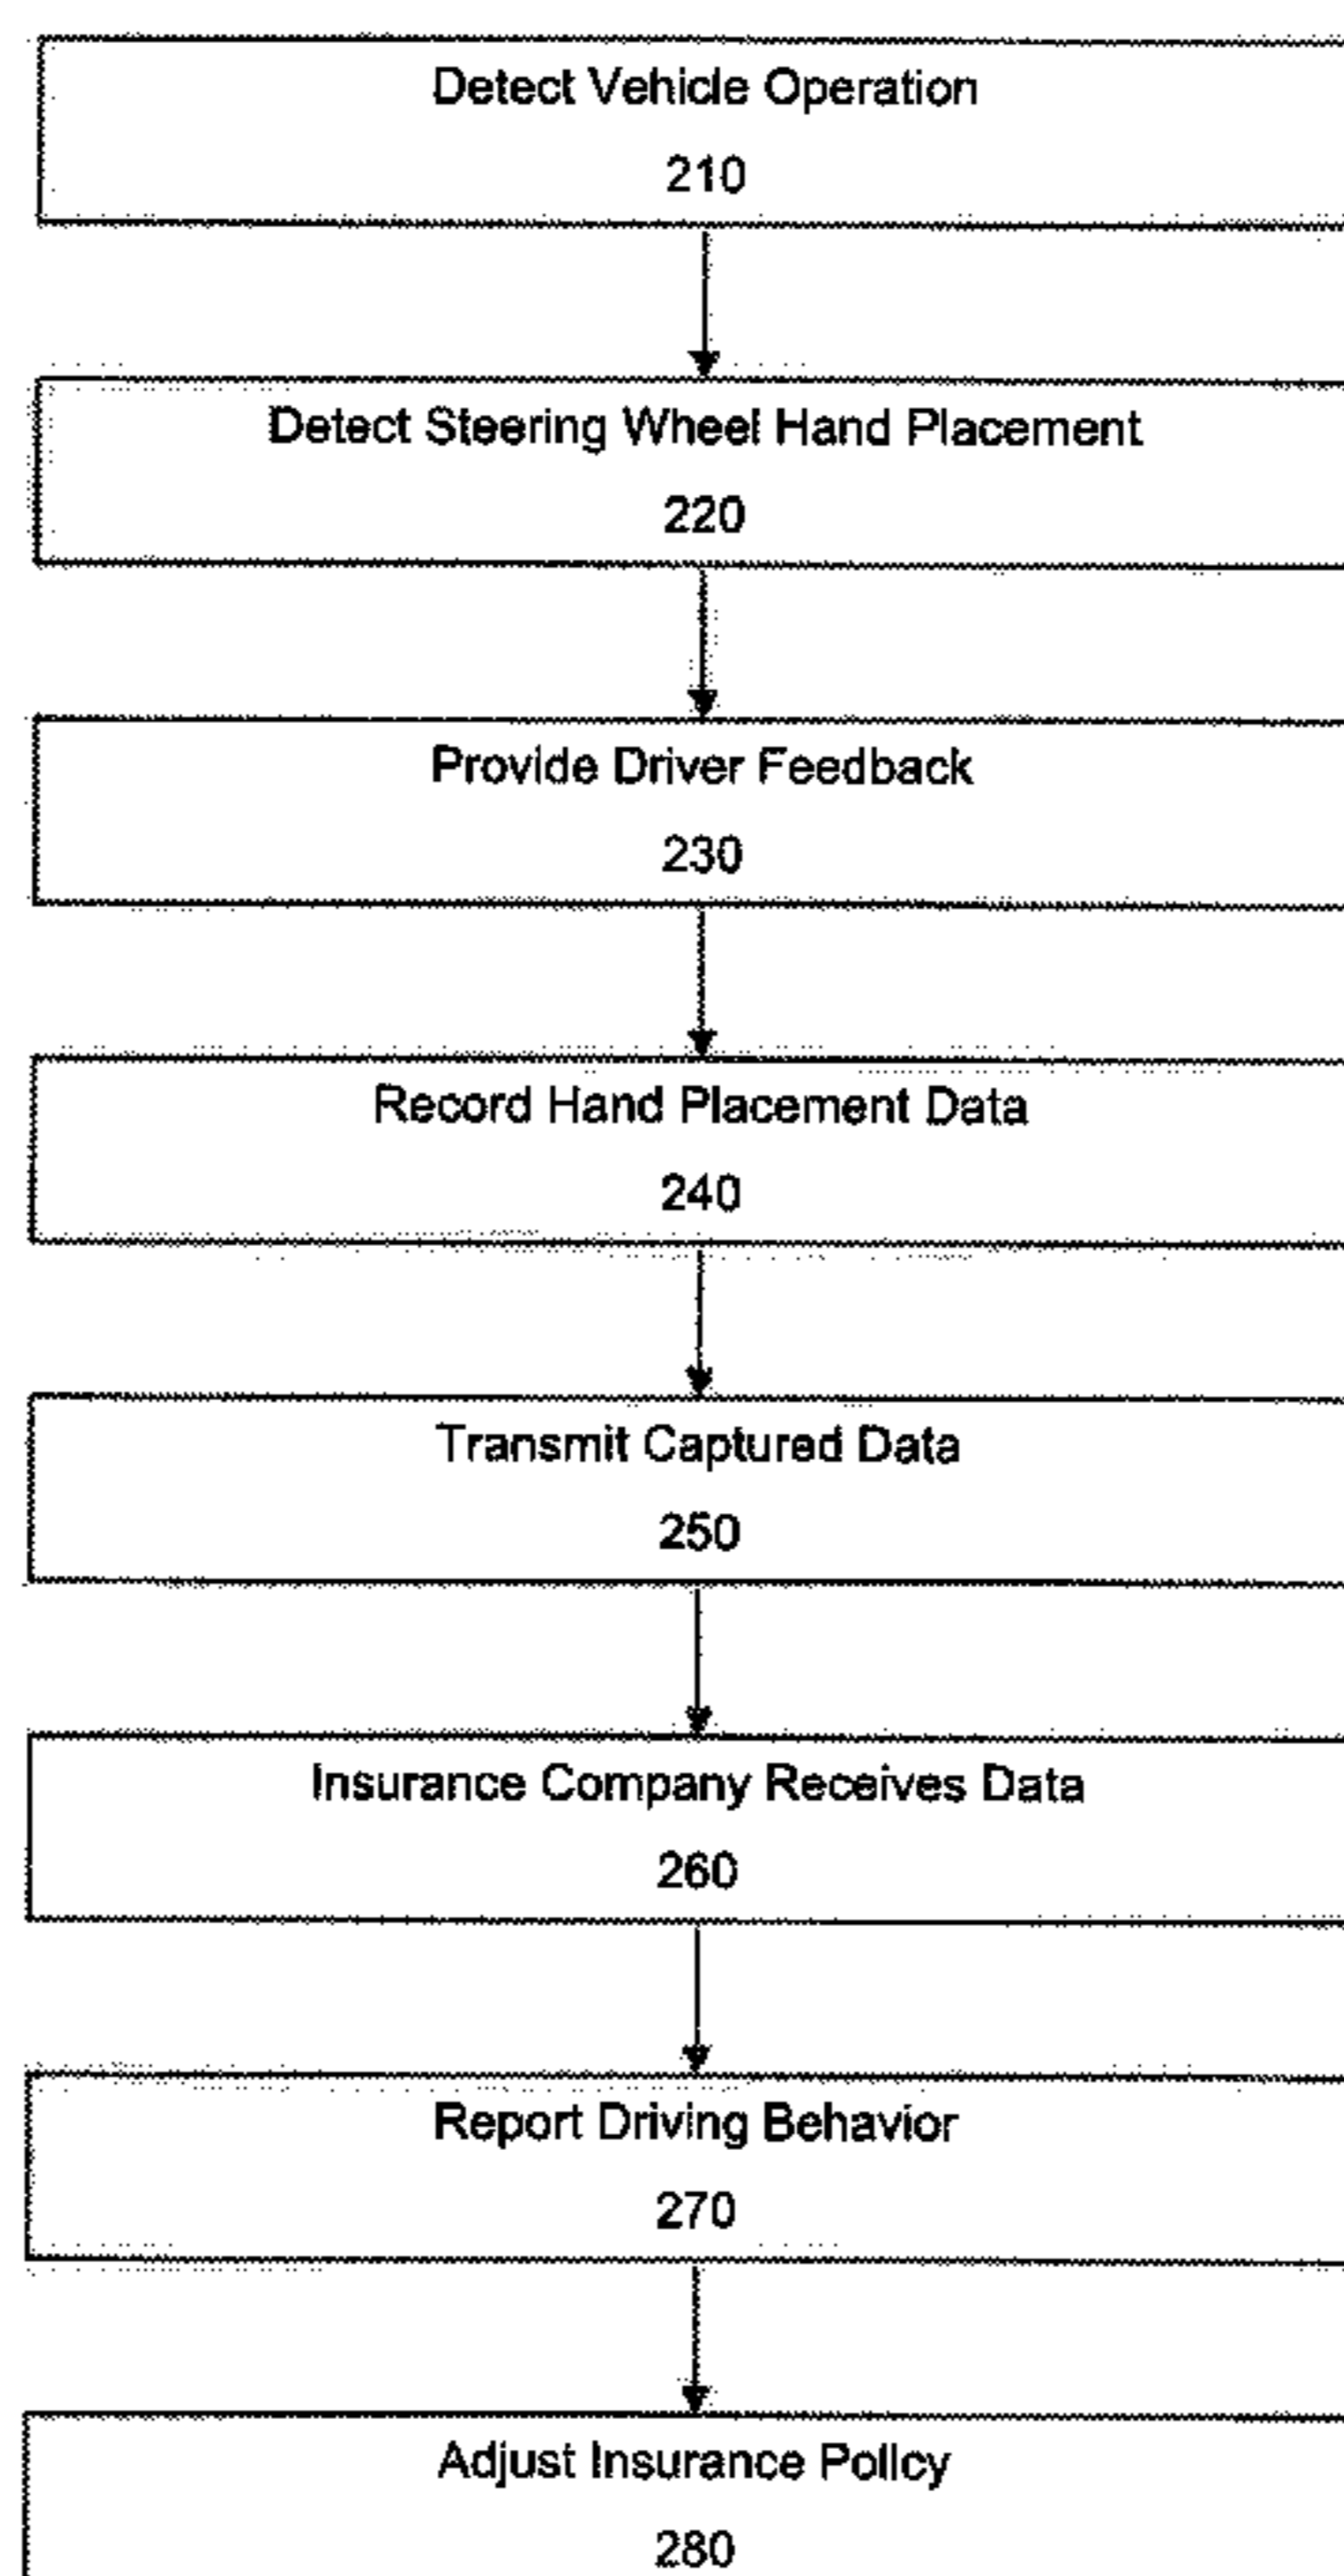 Detect Vehicle Operation
210
Detect Steering Wheel Hand Placement
220
Provide Driver Feedback
230
Record Hand Placement Data
240
Transmit Captured Data
250
Insurance Company Receives Data
260
Report Driving Behavior
270
Adjust Insurance Policy
280